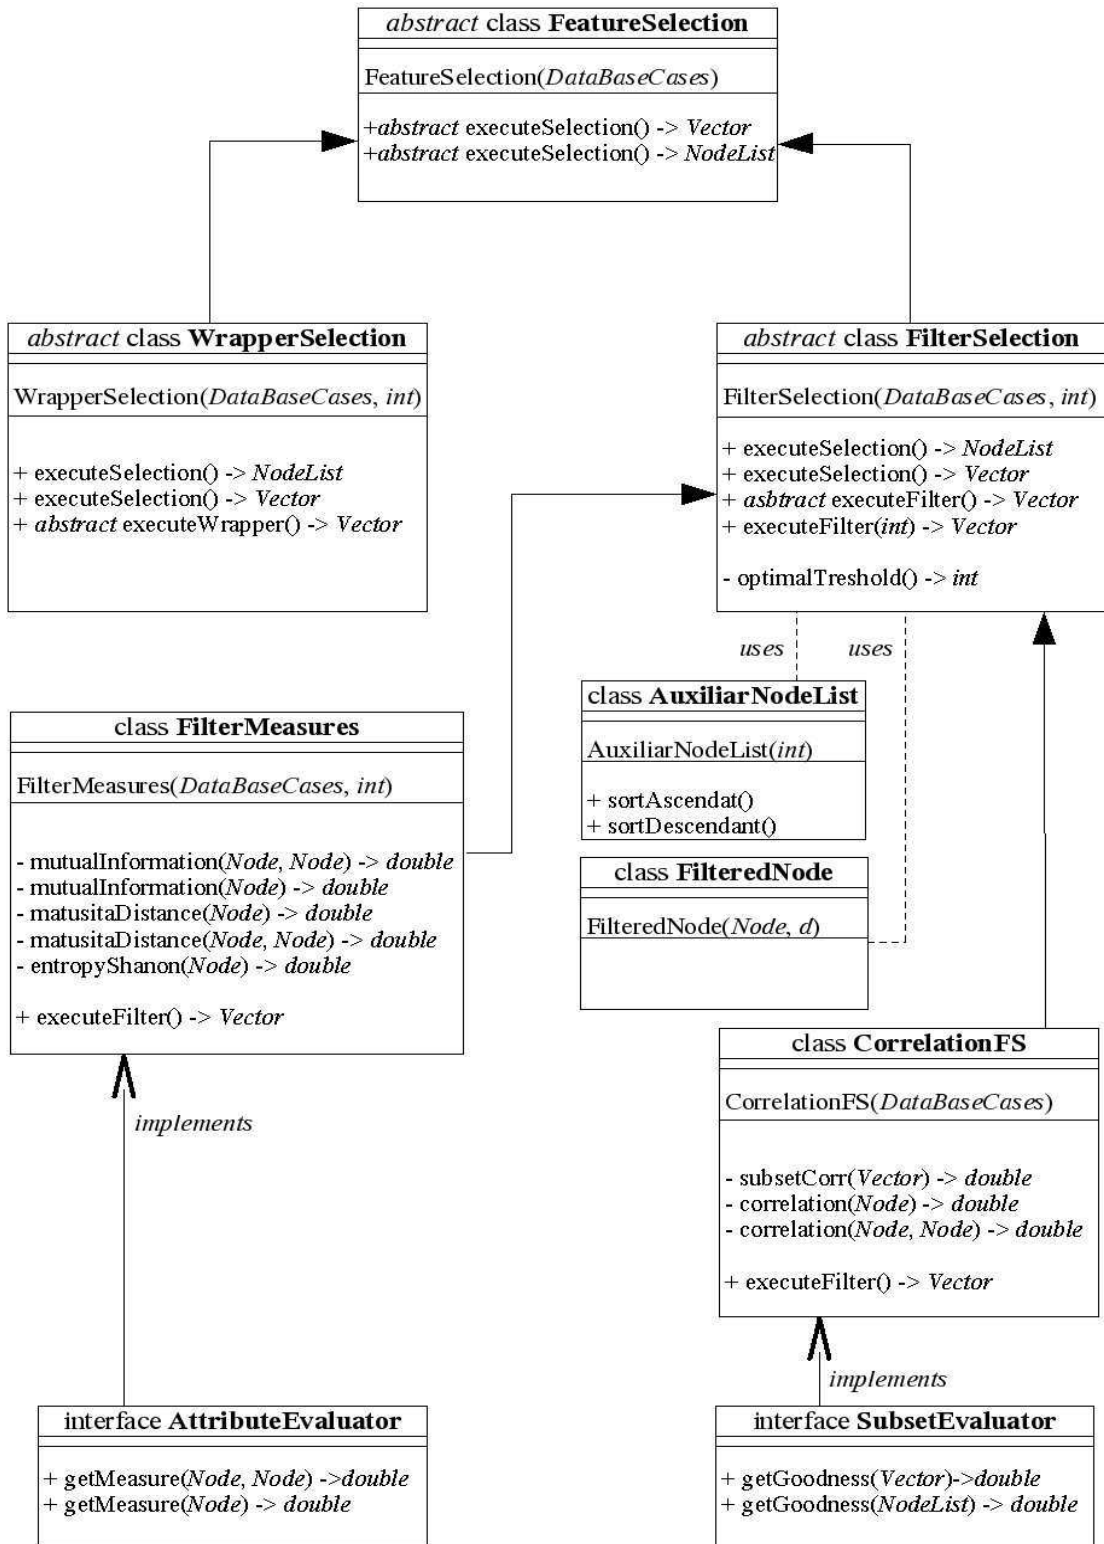 abstract class FeatureSelection
FeatureSelection(DataBaseCases)
+abstract executeSelection() -> Vector
+abstract executeSelection() -> NodeList
abstract class WrapperSelection
WrapperSelection(DataBaseCases, int)
+ executeSelection() -> NodeList
+ executeSelection() -> Vector
+ abstract executeWrapper() -> Vector
abstract class FilterSelection
FilterSelection(DataBaseCases, int)
+ executeSelection() -> NodeList
+ executeSelection() -> Vector
+ asbtract executeFilter() -> Vector
+ executeFilter(int) -> Vector
- optimalTreshold() -> int
uses
uses
class AuxiliarNodeList
AuxiliarNodeList(int)
+ sortAscendat()
+ sortDescendant()
class FilterMeasures
FilterMeasures(DataBaseCases, int)
- mutualInformation(Node, Node) -> double
- mutualInformation(Node) -> double
- matusitaDistance(Node) -> double
- matusitaDistance(Node, Node) -> double
- entropyShanon(Node) -> double
+ executeFilter() -> Vector
class FilteredNode
FilteredNode(Node, d)
class CorrelationFS
CorrelationFS(DataBaseCases)
- subsetCorr(Vector) -> double
- correlation(Node) -> double
- correlation(Node, Node) -> double
+ executeFilter() -> Vector
implements
implements
interface AttributeEvaluator
+ getMeasure(Node, Node) ->double
+ getMeasure(Node) -> double
interface SubsetEvaluator
+ getGoodness(Vector)->double
+ getGoodness(NodeList) -> double